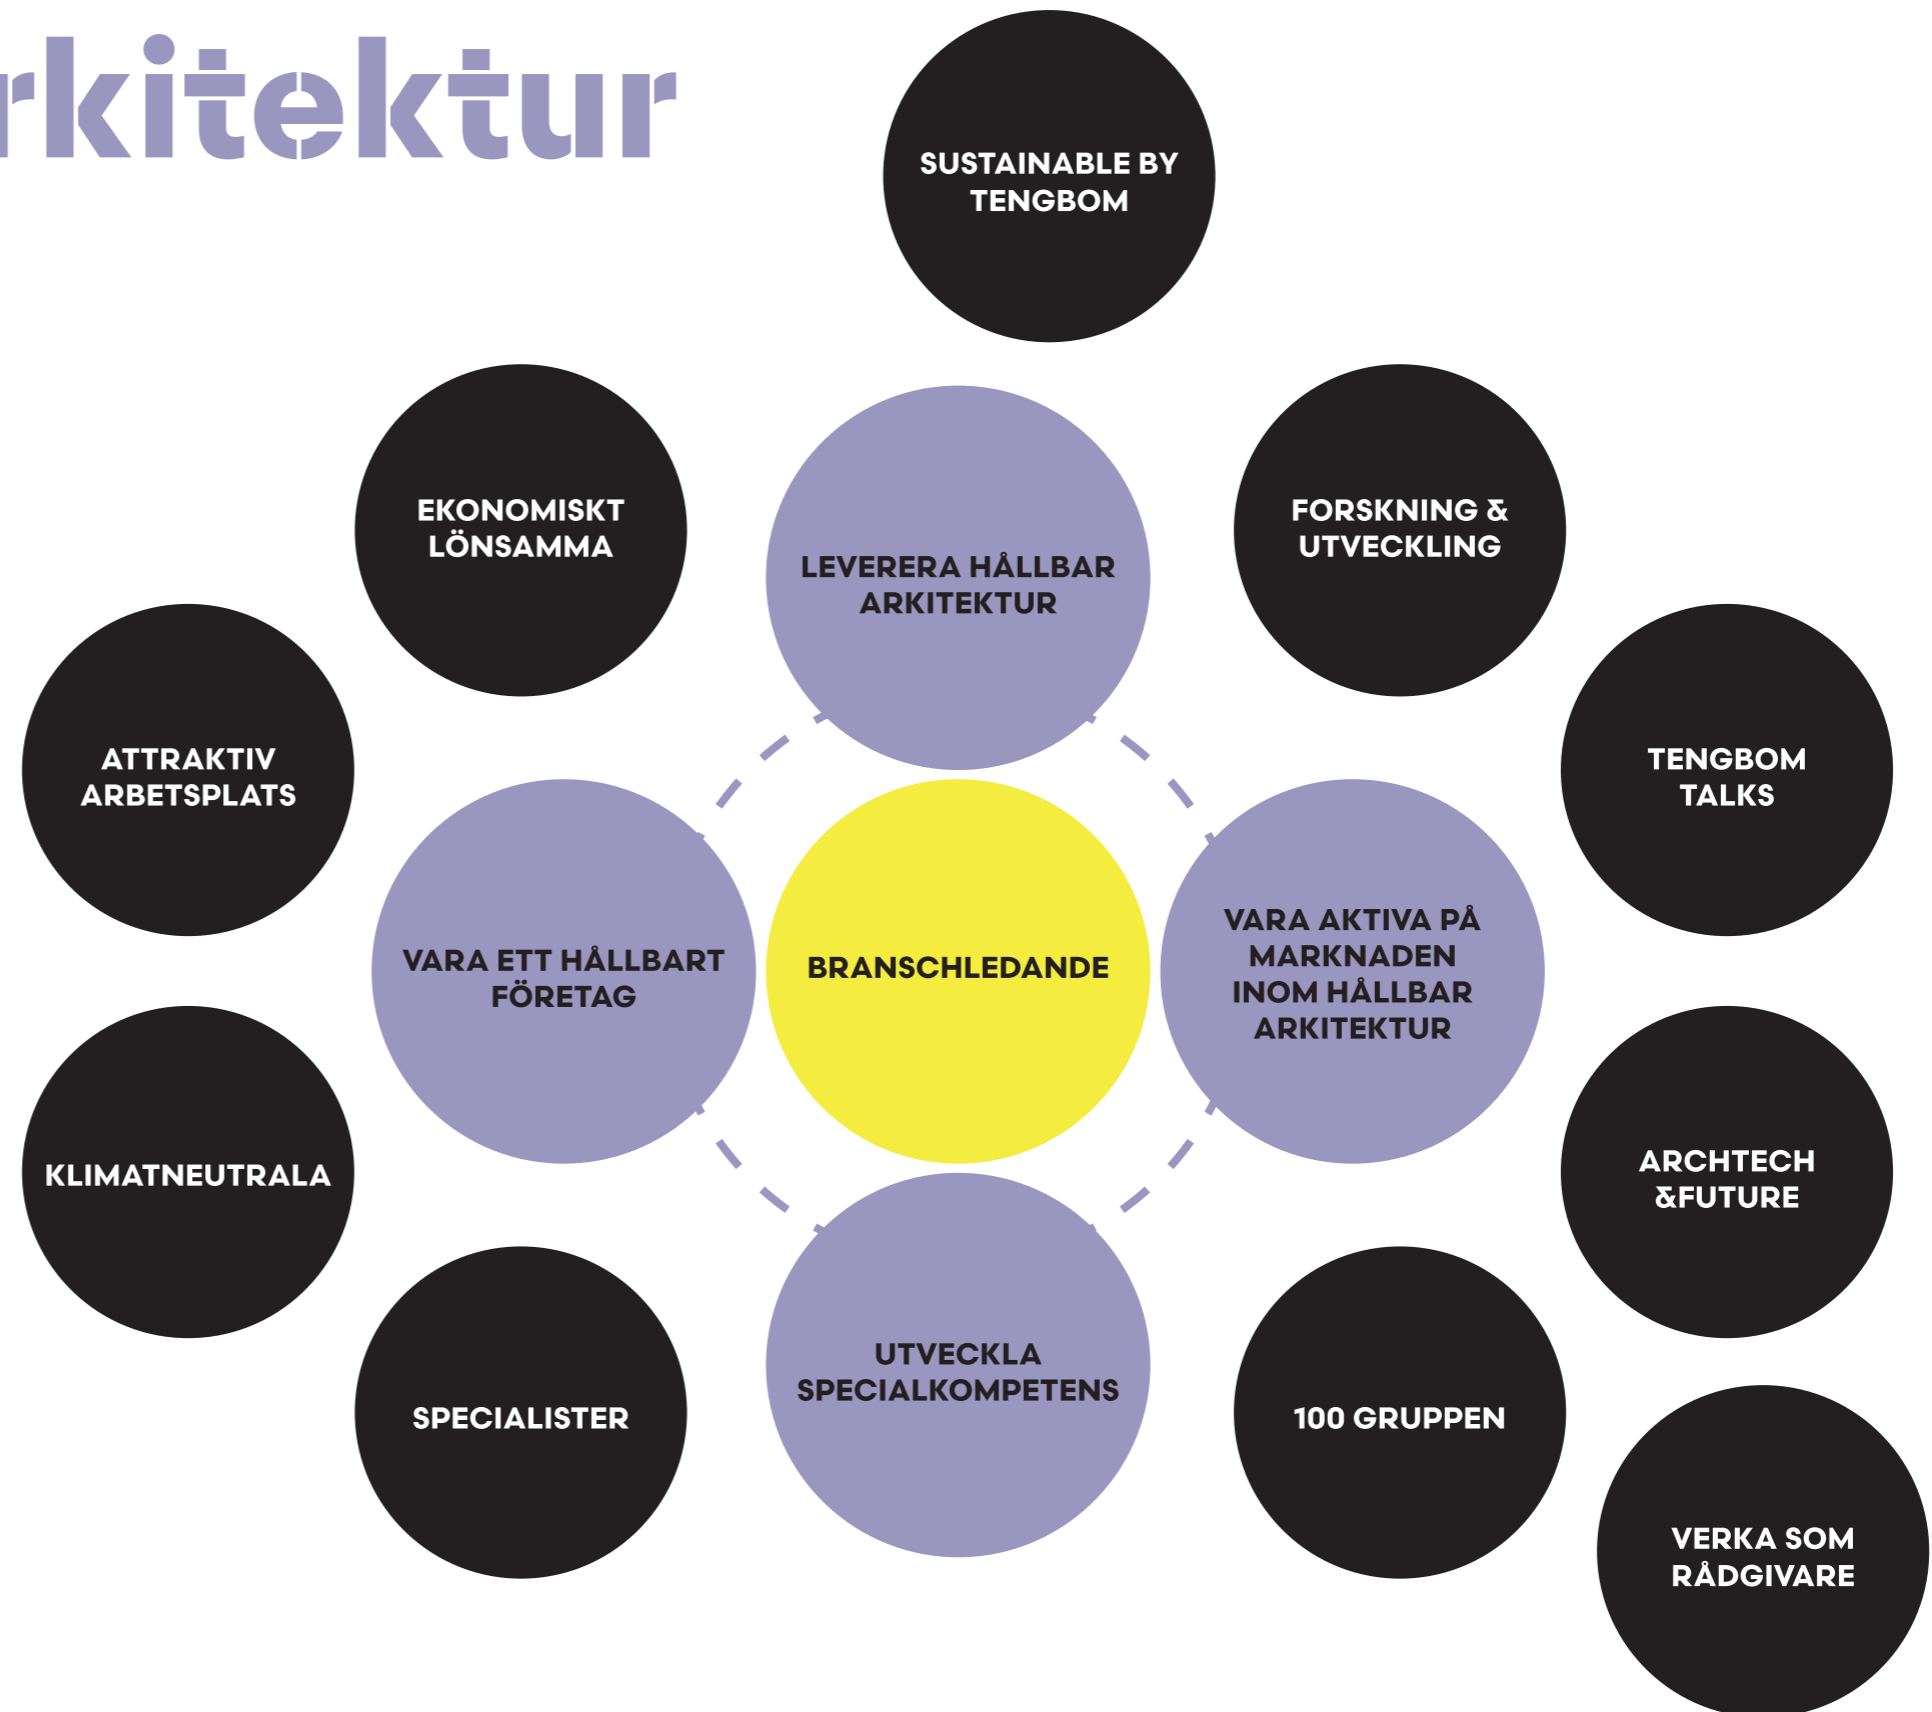 rkitektur
SUSTAINABLE BY
TENGBOM
EKONOMISKT
LÖNSAMMA
LEVERERA HÅLLBAR
ARKITEKTUR
FORSKNING &
UTVECKLING
ATTRAKTIV
ARBETSPLATS
TENGBOM
TALKS
VARA ETT HÅLLBART
FÖRETAG
BRANSCHLEDANDE
VARA AKTIVA PÅ
MARKNADEN
INOM HÅLLBAR
ARKITEKTUR
KLIMATNEUTRALA
ARCHTECH
&FUTURE
SPECIALISTER
UTVECKLA
SPECIALKOMPETENS
100 GRUPPEN
VERKA SOM
RÅDGIVARE